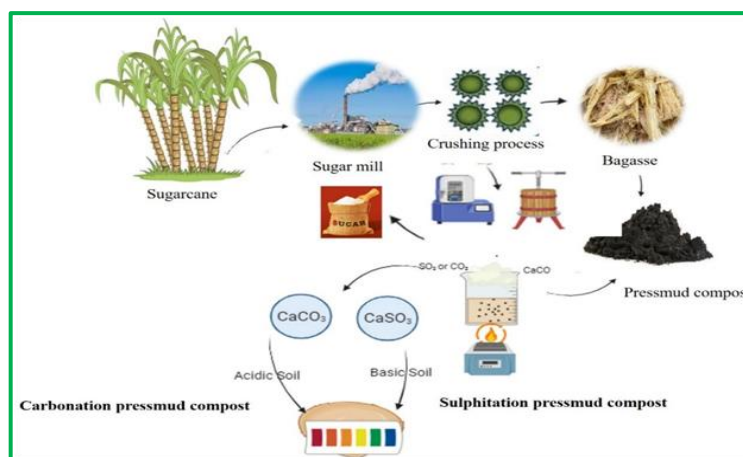 Sugarcane
Sugar mill
Crushing process
Bagasse
SUGAR
SO₂ or CO₂
CaCO
Pressmud compost
CaCO₃
CaSO₃
Acidic Soil
Basic Soil
Carbonation pressmud compost
Sulphitation pressmud compost